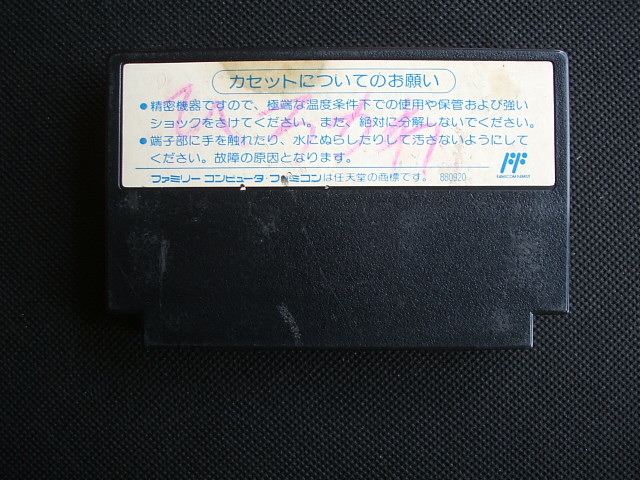 カセットについてのお願い
●精密機器ですので、極端な温度条件下での使用や保管および強い
ショックをさけてください。また、絶対に分解しないでください。
●端子部に手を触れたり、水にぬらしたりして汚さないようにして
ください。故障の原因となります。
FAMICOM FAMILY
ファミリーコンピュータ・ファミコンは任天堂の商標です。 880920